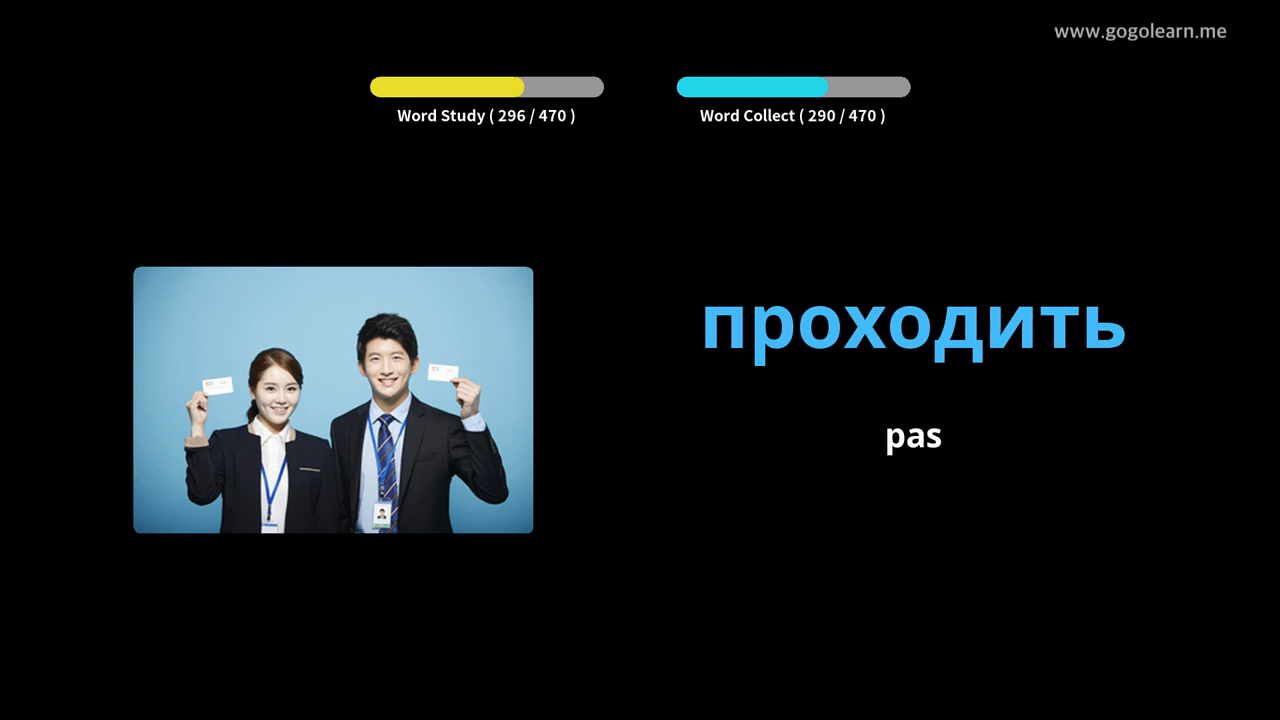 www.gogolearn.me
Word Study ( 296 / 470 )
Word Collect ( 290 / 470 )
проходить
pas